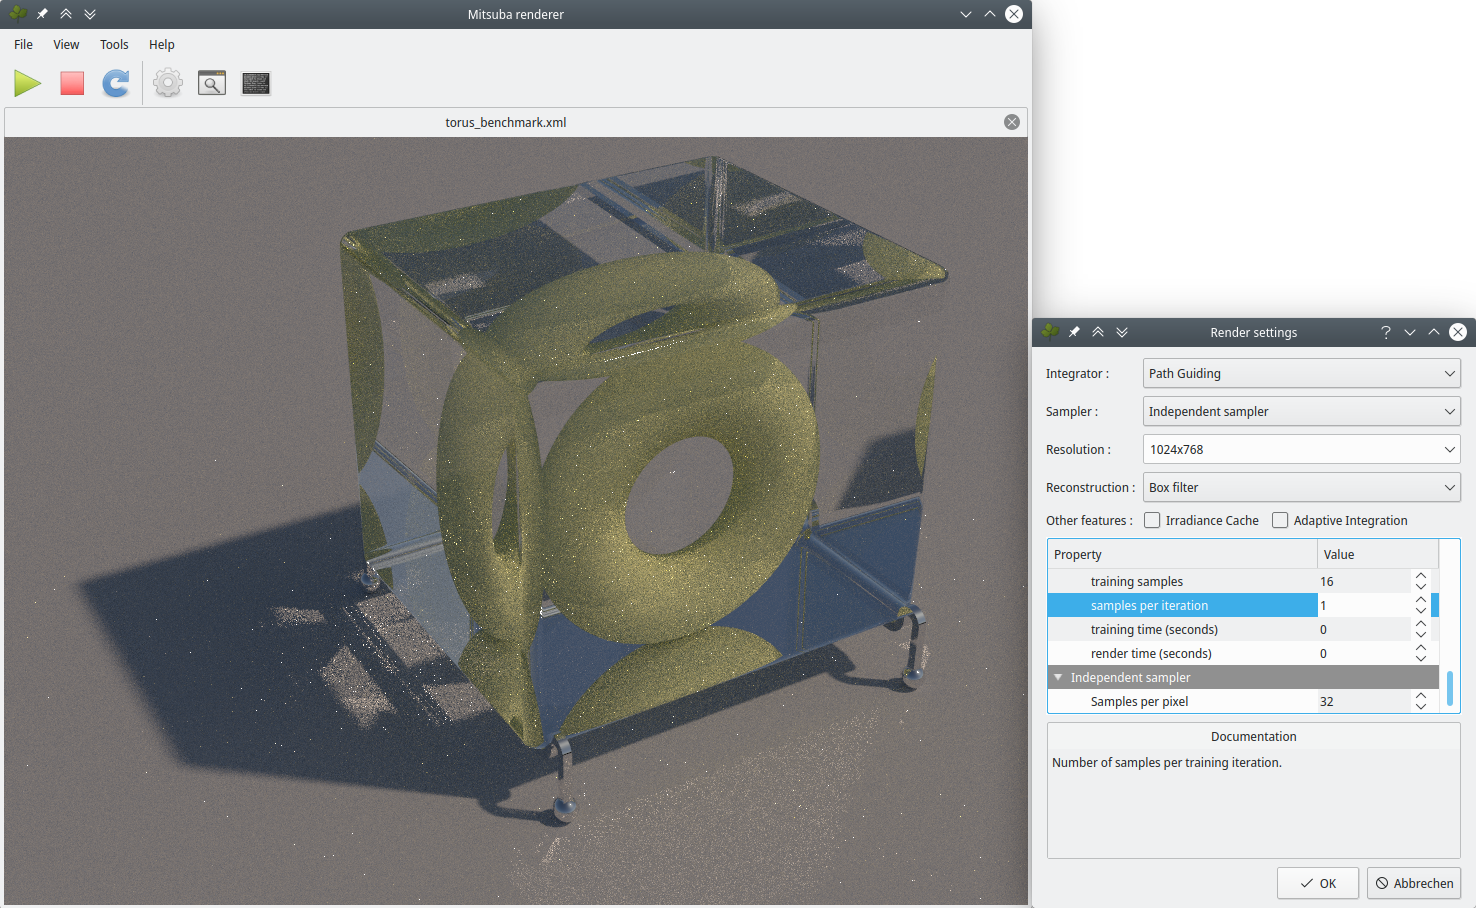 Mitsuba renderer
File View Tools Help
torus_benchmark.xml
Render settings
Integrator : Path Guiding
Sampler : Independent sampler
Resolution : 1024x768
Reconstruction : Box filter
Other features : Irradiance Cache Adaptive Integration
Property Value
training samples 16
samples per iteration 1
training time (seconds) 0
render time (seconds) 0
Independent sampler
Samples per pixel 32
Documentation
Number of samples per training iteration.
OK Abbrechen